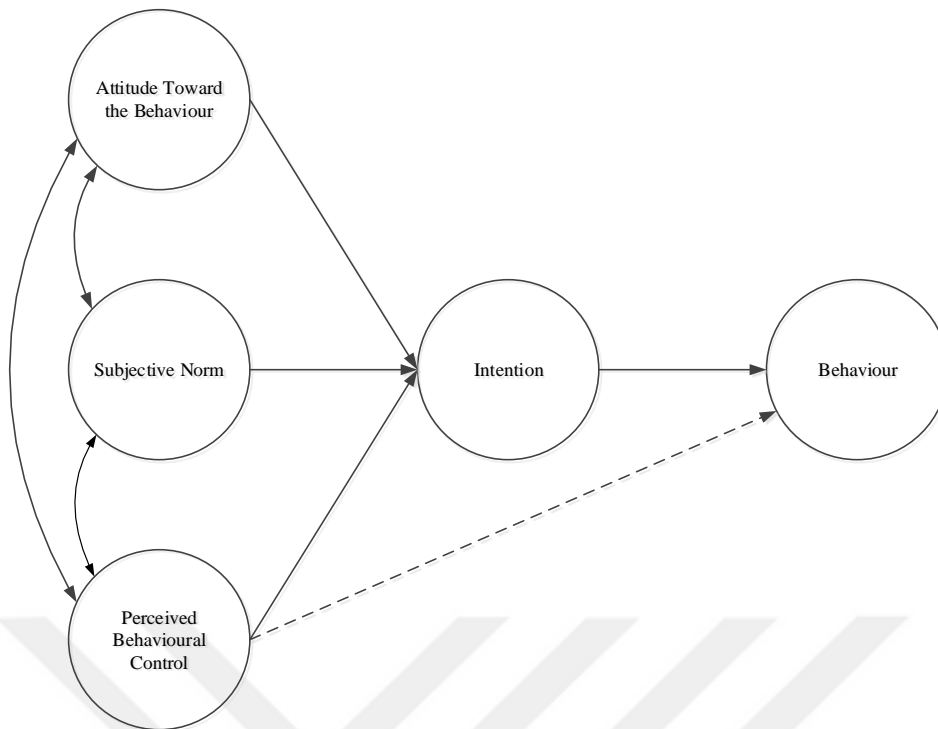 Attitude Toward
the Behaviour
Subjective Norm
Intention
Behaviour
Perceived
Behavioural
Control